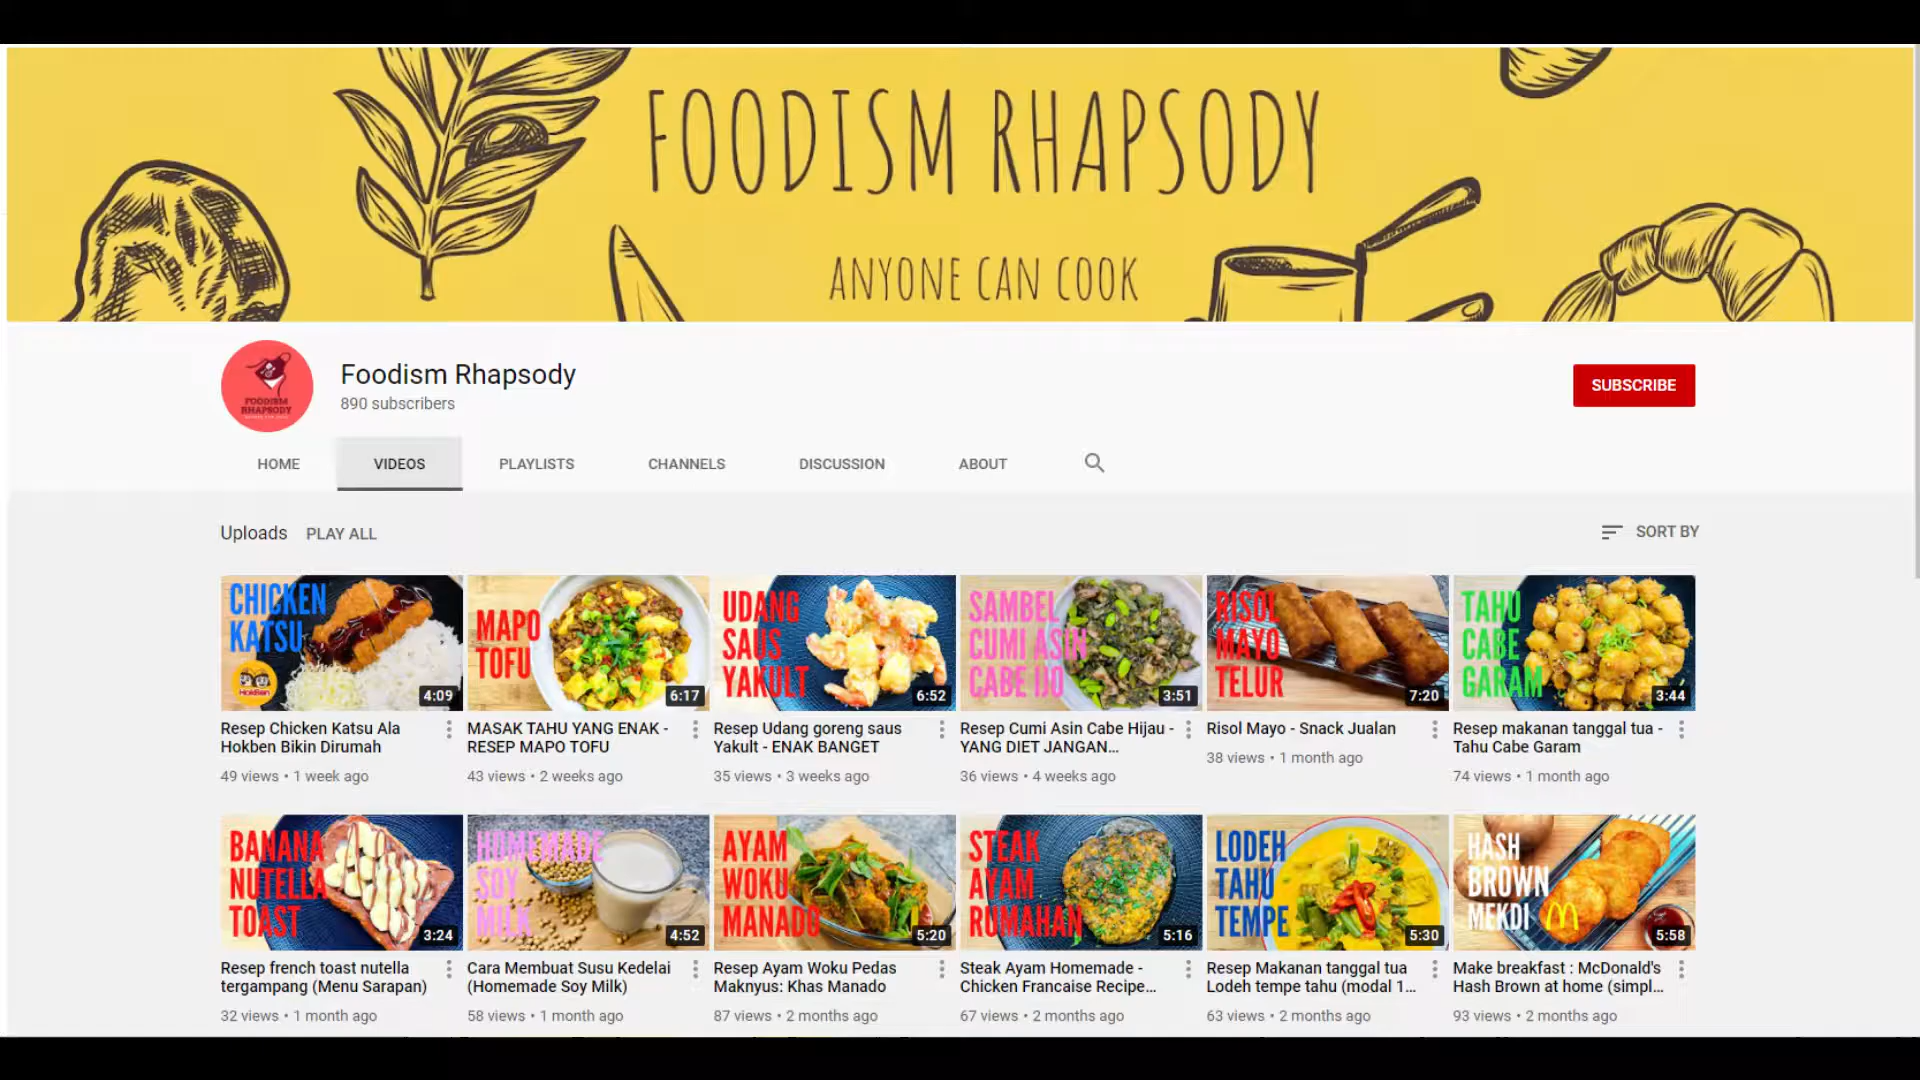 FOODISM RHAPSODY
ANYONE CAN COOK
FOODISM
RHAPSODY
Foodism Rhapsody
890 subscribers
SUBSCRIBE
HOME VIDEOS PLAYLISTS CHANNELS DISCUSSION ABOUT
Uploads PLAY ALL SORT BY
CHICKEN
KATSU
HokBen
4:09
Resep Chicken Katsu Ala
Hokben Bikin Dirumah
49 views • 1 week ago
MAPO
TOFU
6:17
MASAK TAHU YANG ENAK -
RESEP MAPO TOFU
43 views • 2 weeks ago
UDANG
SAUS
YAKULT
6:52
Resep Udang goreng saus
Yakult - ENAK BANGET
35 views • 3 weeks ago
SAMBEL
CUMI ASIN
CABE IJO
3:51
Resep Cumi Asin Cabe Hijau -
YANG DIET JANGAN...
36 views • 4 weeks ago
RISOL
MAYO
TELUR
7:20
Risol Mayo - Snack Jualan
38 views • 1 month ago
TAHU
CABE
GARAM
3:44
Resep makanan tanggal tua -
Tahu Cabe Garam
74 views • 1 month ago
BANANA
NUTELLA
TOAST
3:24
Resep french toast nutella
tergampang (Menu Sarapan)
32 views • 1 month ago
HOMEMADE
SOY
MILK
4:52
Cara Membuat Susu Kedelai
(Homemade Soy Milk)
58 views • 1 month ago
AYAM
WOKU
MANADO
5:20
Resep Ayam Woku Pedas
Maknyus: Khas Manado
87 views • 2 months ago
STEAK
AYAM
RUMAHAN
5:16
Steak Ayam Homemade -
Chicken Francaise Recipe...
67 views • 2 months ago
LODEH
TAHU
TEMPE
5:30
Resep Makanan tanggal tua
Lodeh tempe tahu (modal 1...
63 views • 2 months ago
HASH
BROWN
MEKDI
5:58
Make breakfast : McDonald's
Hash Brown at home (simpl...
93 views • 2 months ago